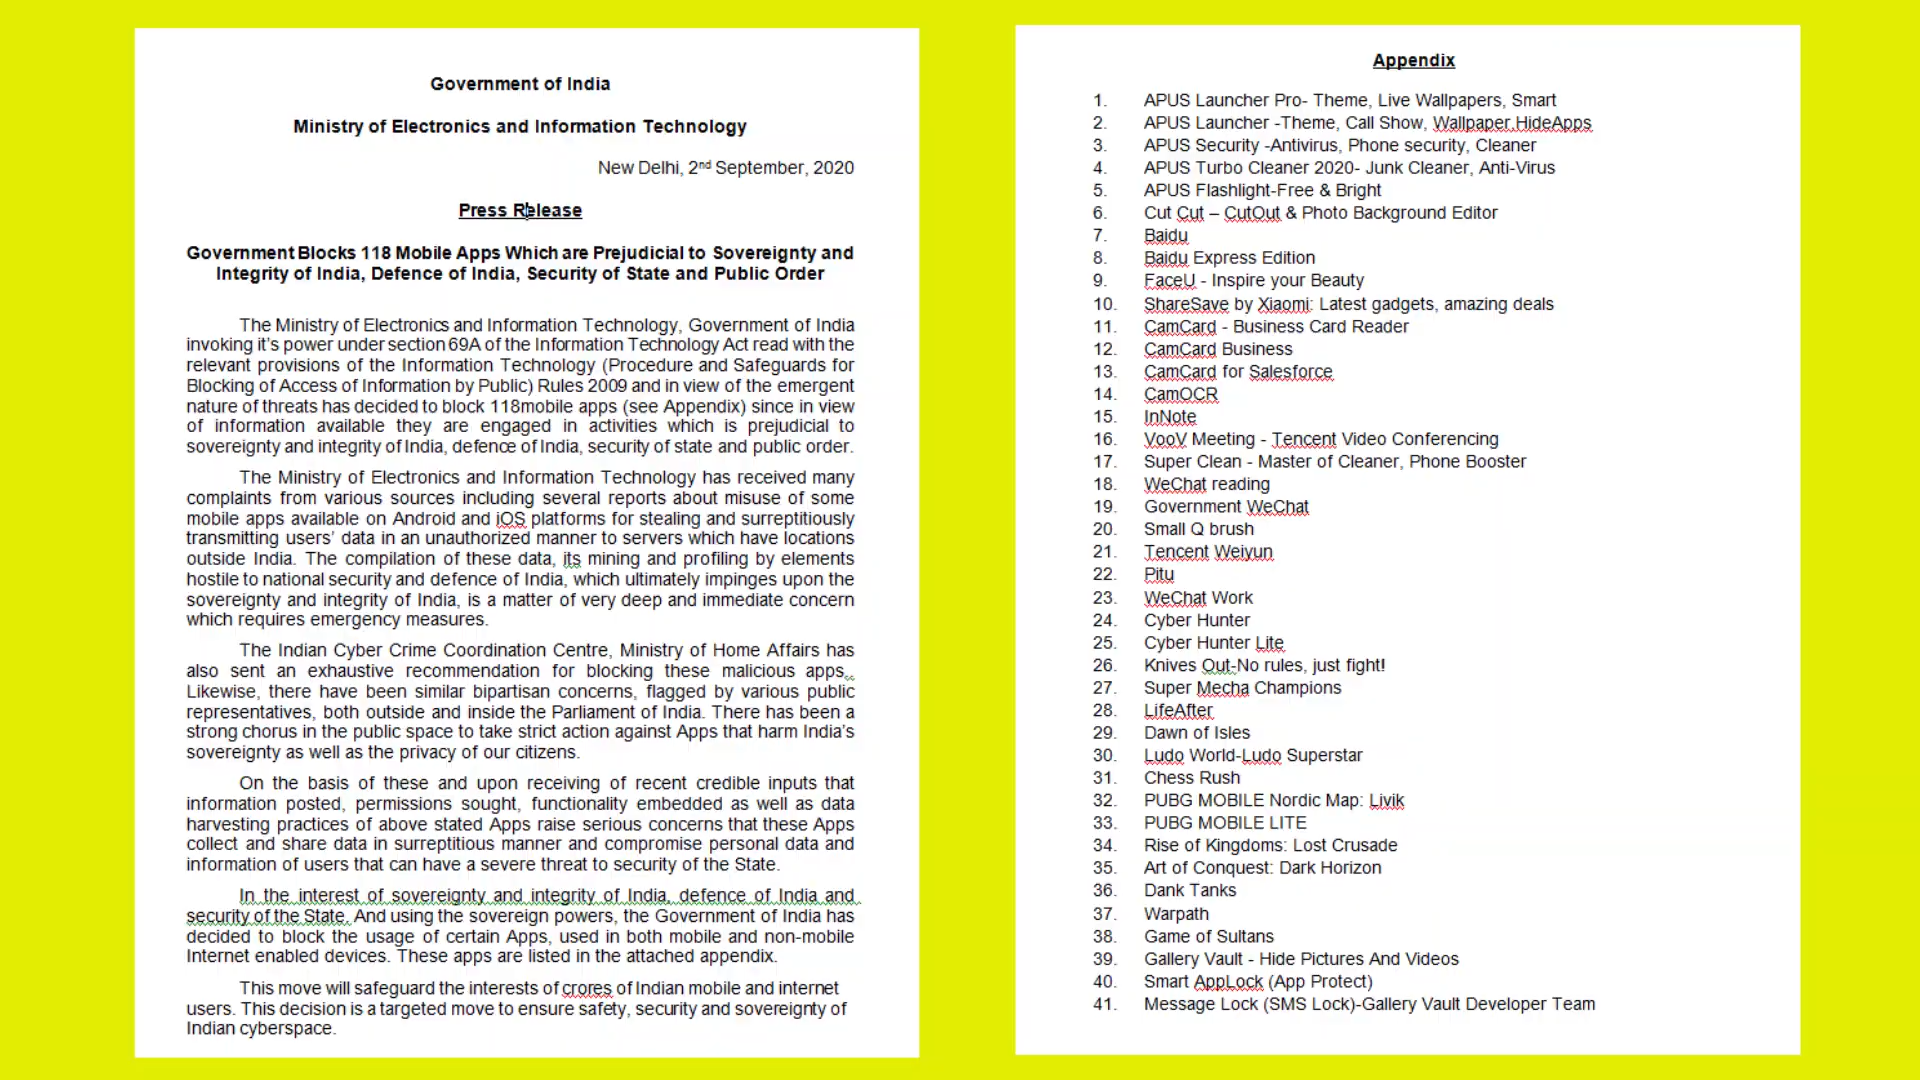 Government of India
Ministry of Electronics and Information Technology
New Delhi, 2nd September, 2020
Press Release
Government Blocks 118 Mobile Apps Which are Prejudicial to Sovereignty and
Integrity of India, Defence of India, Security of State and Public Order
The Ministry of Electronics and Information Technology, Government of India
invoking it's power under section 69A of the Information Technology Act read with the
relevant provisions of the Information Technology (Procedure and Safeguards for
Blocking of Access of Information by Public) Rules 2009 and in view of the emergent
nature of threats has decided to block 118mobile apps (see Appendix) since in view
of information available they are engaged in activities which is prejudicial to
sovereignty and integrity of India, defence of India, security of state and public order.
The Ministry of Electronics and Information Technology has received many
complaints from various sources including several reports about misuse of some
mobile apps available on Android and iOS platforms for stealing and surreptitiously
transmitting users' data in an unauthorized manner to servers which have locations
outside India. The compilation of these data, its mining and profiling by elements
hostile to national security and defence of India, which ultimately impinges upon the
sovereignty and integrity of India, is a matter of very deep and immediate concern
which requires emergency measures.
The Indian Cyber Crime Coordination Centre, Ministry of Home Affairs has
also sent an exhaustive recommendation for blocking these malicious apps..
Likewise, there have been similar bipartisan concerns, flagged by various public
representatives, both outside and inside the Parliament of India. There has been a
strong chorus in the public space to take strict action against Apps that harm India's
sovereignty as well as the privacy of our citizens.
On the basis of these and upon receiving of recent credible inputs that
information posted, permissions sought, functionality embedded as well as data
harvesting practices of above stated Apps raise serious concerns that these Apps
collect and share data in surreptitious manner and compromise personal data and
information of users that can have a severe threat to security of the State.
In the interest of sovereignty and integrity of India, defence of India and
security of the State. And using the sovereign powers, the Government of India has
decided to block the usage of certain Apps, used in both mobile and non-mobile
Internet enabled devices. These apps are listed in the attached appendix.
This move will safeguard the interests of crores of Indian mobile and internet
users. This decision is a targeted move to ensure safety, security and sovereignty of
Indian cyberspace.
Appendix
1. APUS Launcher Pro- Theme, Live Wallpapers, Smart
2. APUS Launcher -Theme, Call Show, Wallpaper,HideApps
3. APUS Security -Antivirus, Phone security, Cleaner
4. APUS Turbo Cleaner 2020- Junk Cleaner, Anti-Virus
5. APUS Flashlight-Free & Bright
6. Cut Cut – CutOut & Photo Background Editor
7. Baidu
8. Baidu Express Edition
9. FaceU - Inspire your Beauty
10. ShareSave by Xiaomi: Latest gadgets, amazing deals
11. CamCard - Business Card Reader
12. CamCard Business
13. CamCard for Salesforce
14. CamOCR
15. InNote
16. VooV Meeting - Tencent Video Conferencing
17. Super Clean - Master of Cleaner, Phone Booster
18. WeChat reading
19. Government WeChat
20. Small Q brush
21. Tencent Weiyun
22. Pitu
23. WeChat Work
24. Cyber Hunter
25. Cyber Hunter Lite
26. Knives Out-No rules, just fight!
27. Super Mecha Champions
28. LifeAfter
29. Dawn of Isles
30. Ludo World-Ludo Superstar
31. Chess Rush
32. PUBG MOBILE Nordic Map: Livik
33. PUBG MOBILE LITE
34. Rise of Kingdoms: Lost Crusade
35. Art of Conquest: Dark Horizon
36. Dank Tanks
37. Warpath
38. Game of Sultans
39. Gallery Vault - Hide Pictures And Videos
40. Smart AppLock (App Protect)
41. Message Lock (SMS Lock)-Gallery Vault Developer Team